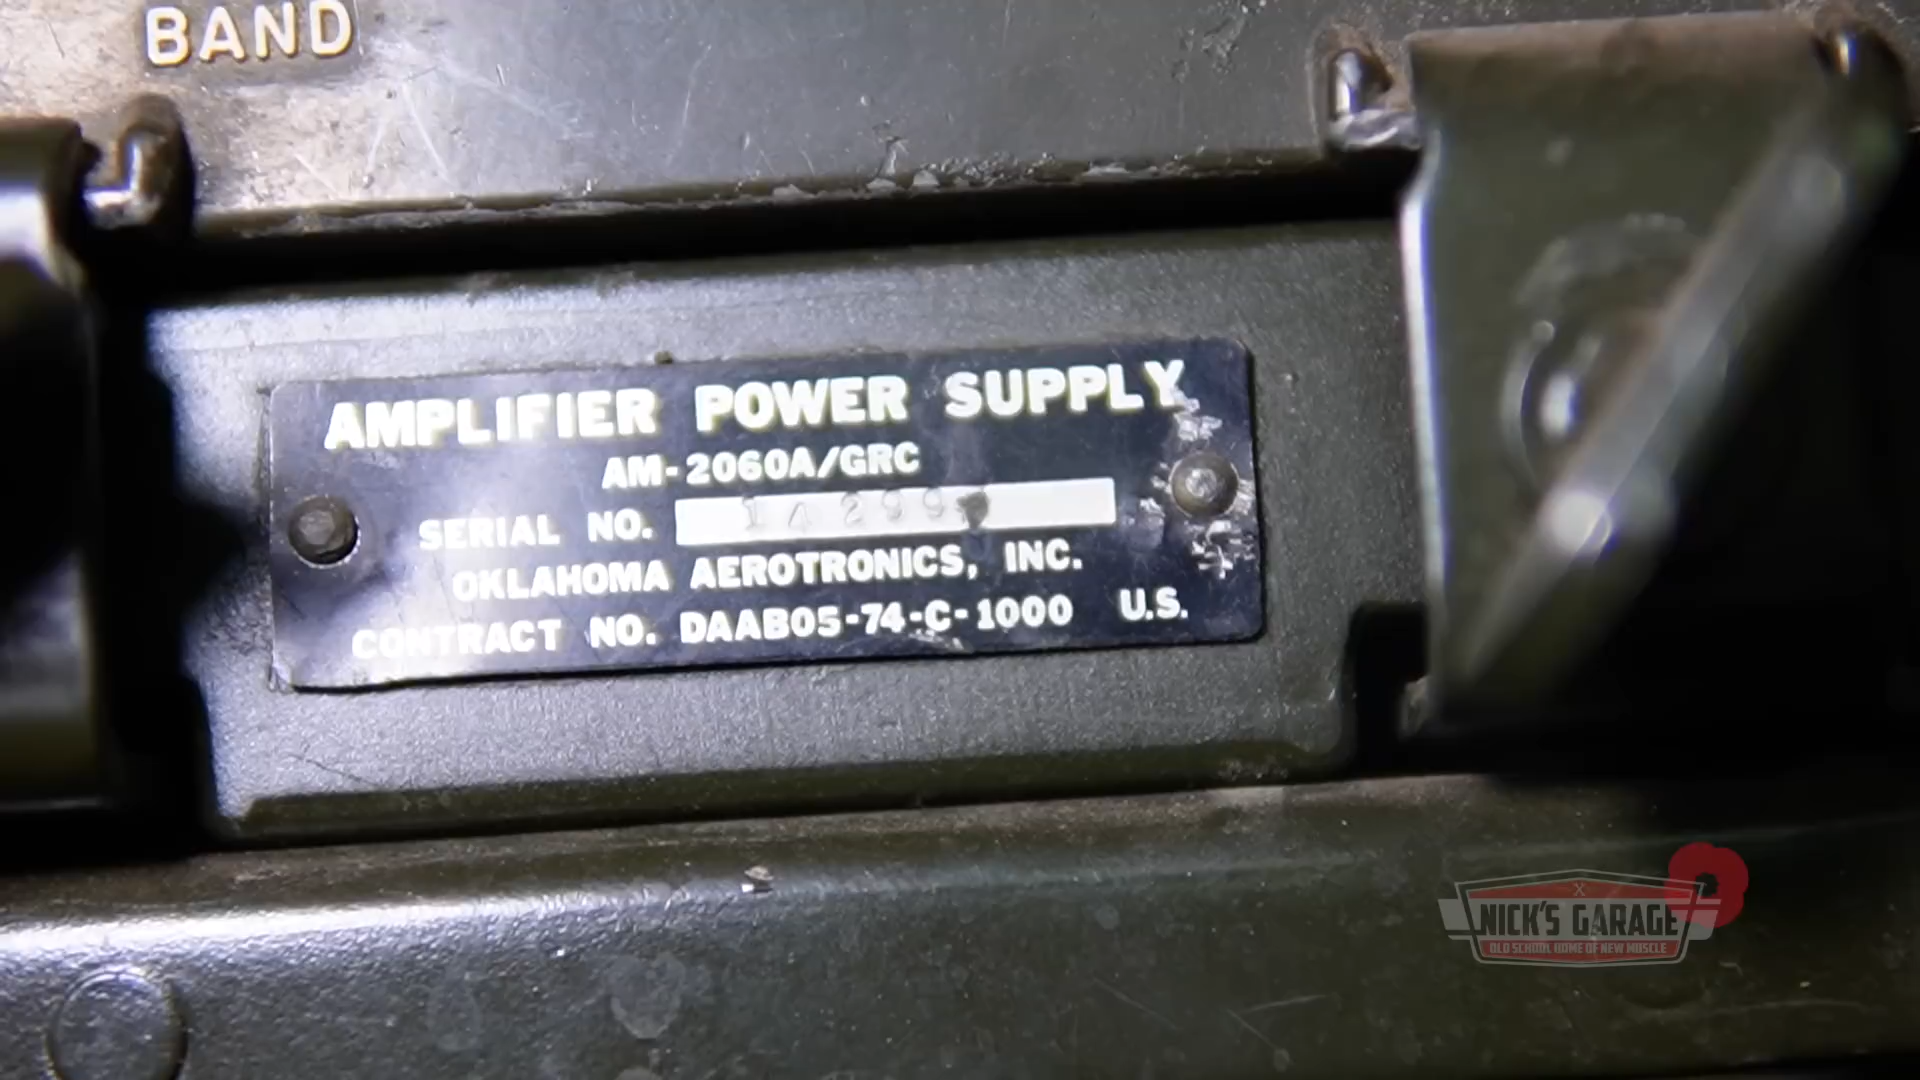 BAND
AMPLIFIER POWER SUPPLY
AM-2060A/GRC
SERIAL NO.
OKLAHOMA AEROTRONICS, INC.
CONTRACT NO. DAAB05-74-C-1000 U.S.
NICK'S GARAGE
OLD SCHOOL HOME OF NEW MUSCLE